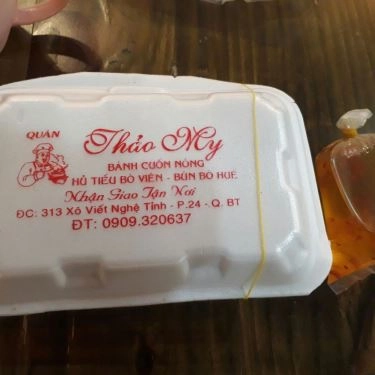 QUÁN
Thảo My
BÁNH CUỐN NÓNG
HỦ TIẾU BÒ VIÊN - BÚN BÒ HUẾ
Nhận Giao Tận Nơi
ĐC: 313 Xô Viết Nghệ Tĩnh - P.24 - Q. BT
ĐT: 0909.320637